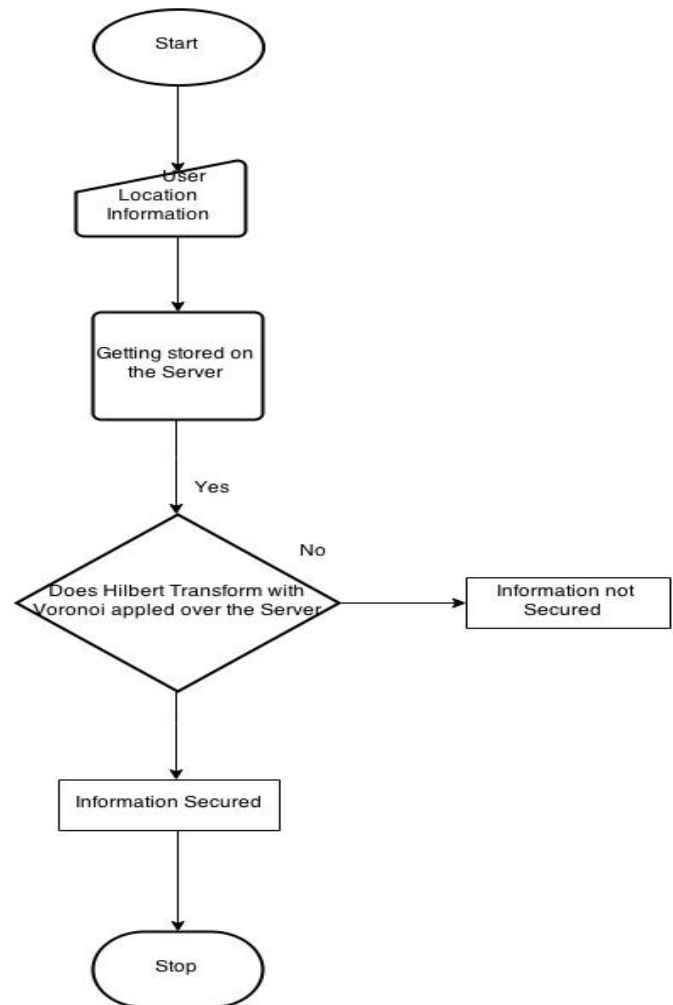 Start
User
Location
Information
Getting stored on
the Server
Yes
No
Does Hilbert Transform with
Voronoi appled over the Server
Information not
Secured
Information Secured
Stop